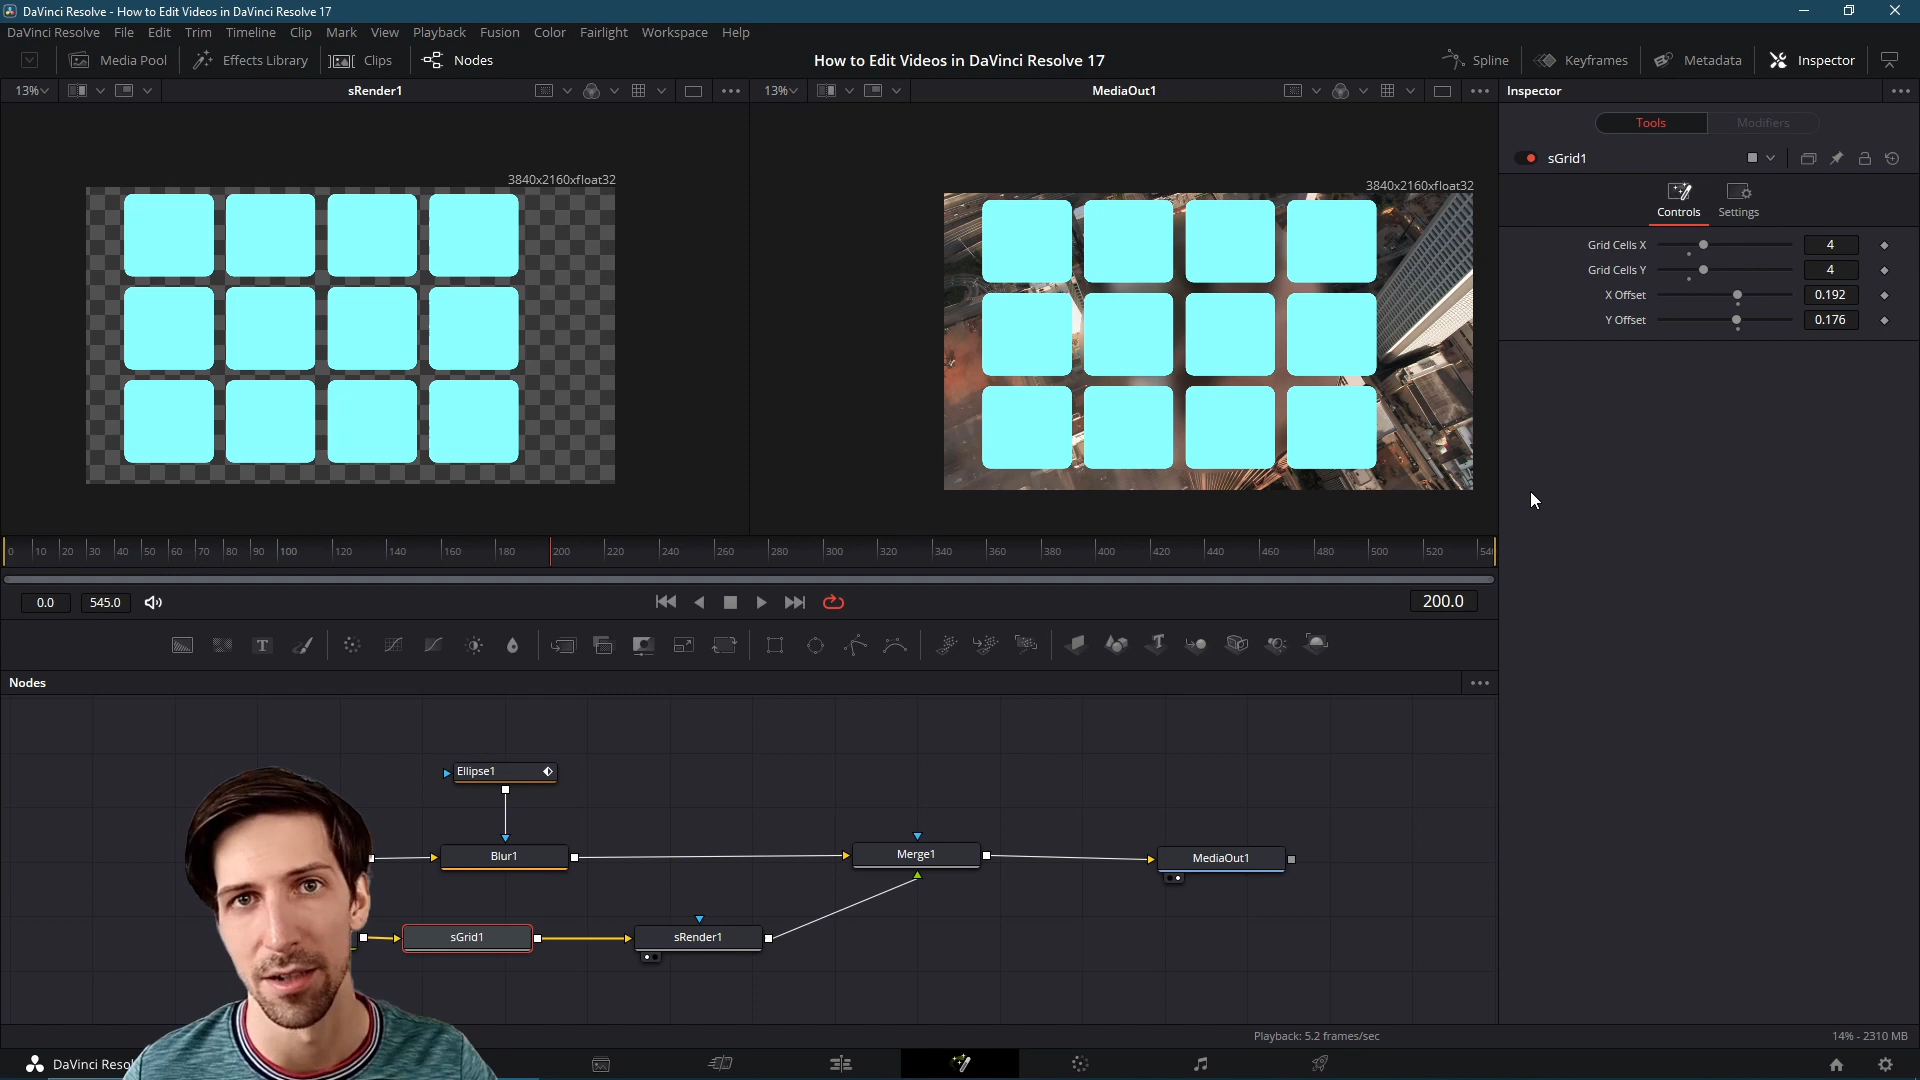 DaVinci Resolve - How to Edit Videos in DaVinci Resolve 17
DaVinci Resolve File Edit Trim Timeline Clip Mark View Playback Fusion Color Fairlight Workspace Help
Media Pool Effects Library Clips Nodes How to Edit Videos in DaVinci Resolve 17 Spline Keyframes Metadata Inspector
13% sRender1 13% MediaOut1 Inspector
Tools Modifiers
sGrid1
3840x2160xfloat32 3840x2160xfloat32
Controls Settings
Grid Cells X 4
Grid Cells Y 4
X Offset 0.192
Y Offset 0.176
0 10 20 30 40 50 60 70 80 90 100 120 140 160 180 200 220 240 260 280 300 320 340 360 380 400 420 440 460 480 500 520 540
0.0 545.0 200.0
T
Nodes
Ellipse1
Blur1 Merge1 MediaOut1
sGrid1 sRender1
Playback: 5.2 frames/sec 14% - 2310 MB
DaVinci Resol